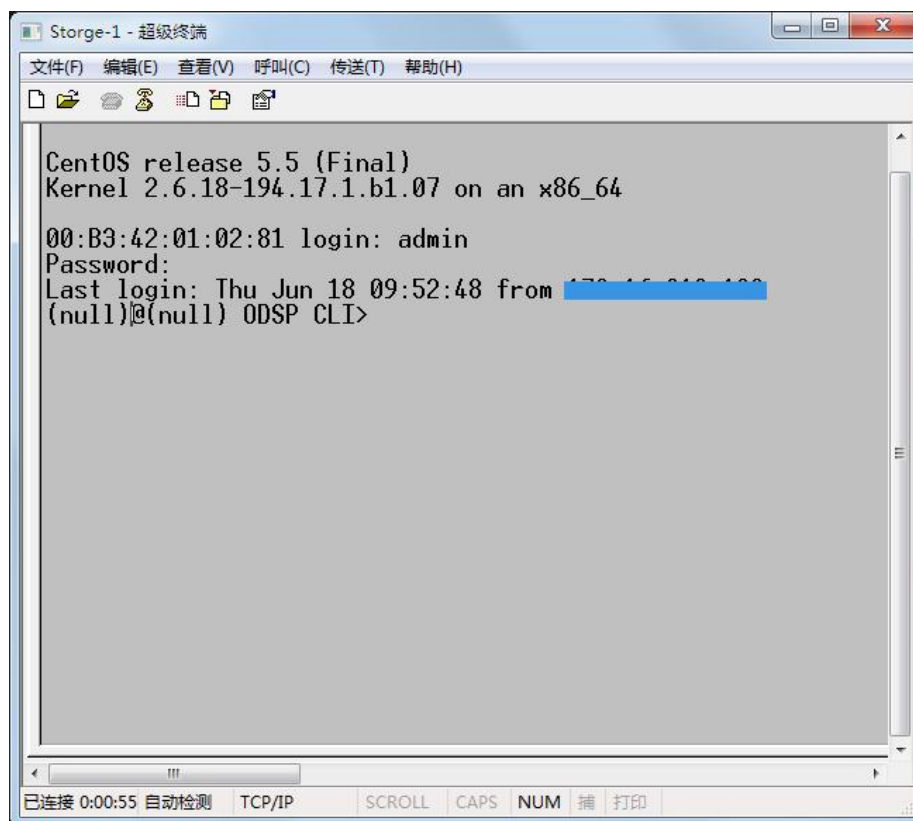 Storge-1 - 超级终端
文件(F) 编辑(E) 查看(V) 呼叫(C) 传送(T) 帮助(H)
CentOS release 5.5 (Final)
Kernel 2.6.18-194.17.1.b1.07 on an x86_64
00:B3:42:01:02:81 login: admin
Password:
Last login: Thu Jun 18 09:52:48 from
(null)@(null) ODSP CLI>
已连接 0:00:55 自动检测 TCP/IP SCROLL CAPS NUM 捕 打印